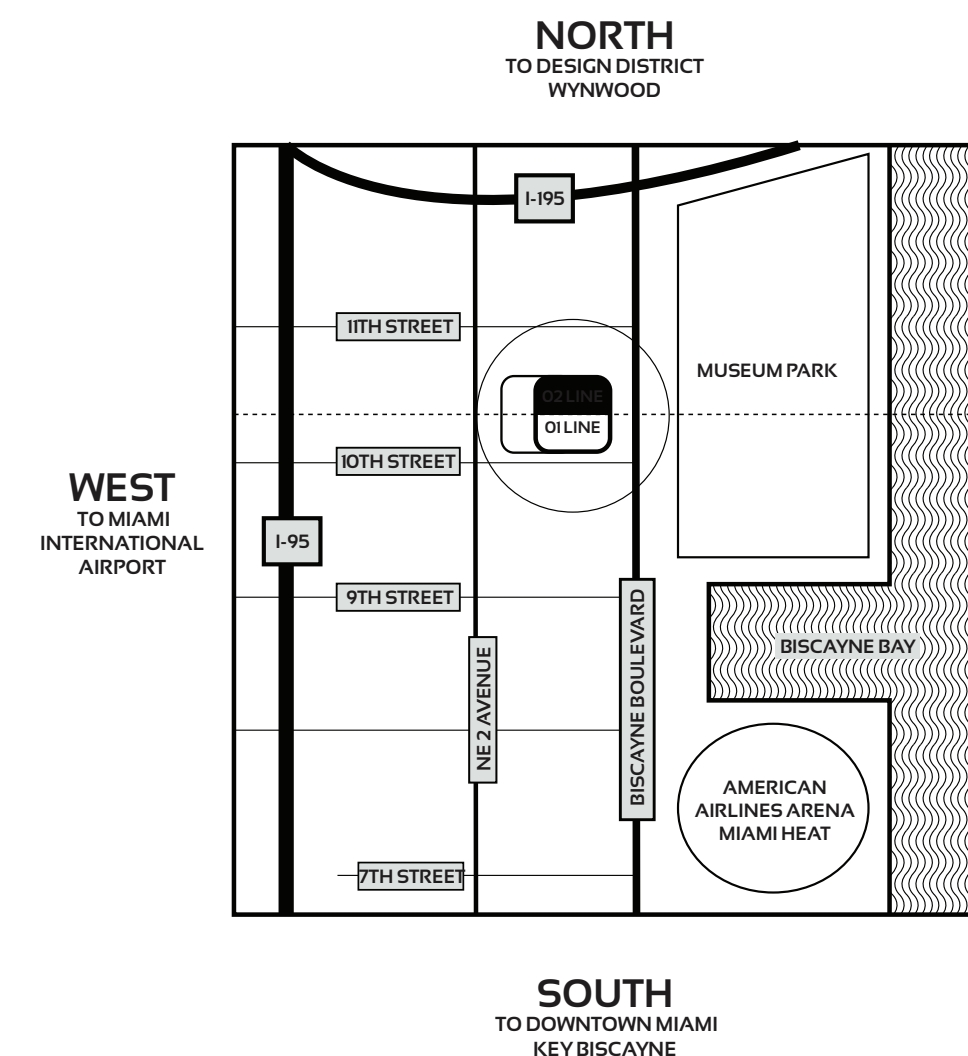 NORTH
TO DESIGN DISTRICT
WYNWOOD
I-195
11TH STREET
MUSEUM PARK
02 LINE
01 LINE
10TH STREET
WEST
TO MIAMI
INTERNATIONAL
AIRPORT
I-95
9TH STREET
BISCAYNE BOULEVARD
BISCAYNE BAY
NE 2 AVENUE
AMERICAN
AIRLINES ARENA
MIAMI HEAT
7TH STREET
SOUTH
TO DOWNTOWN MIAMI
KEY BISCAYNE